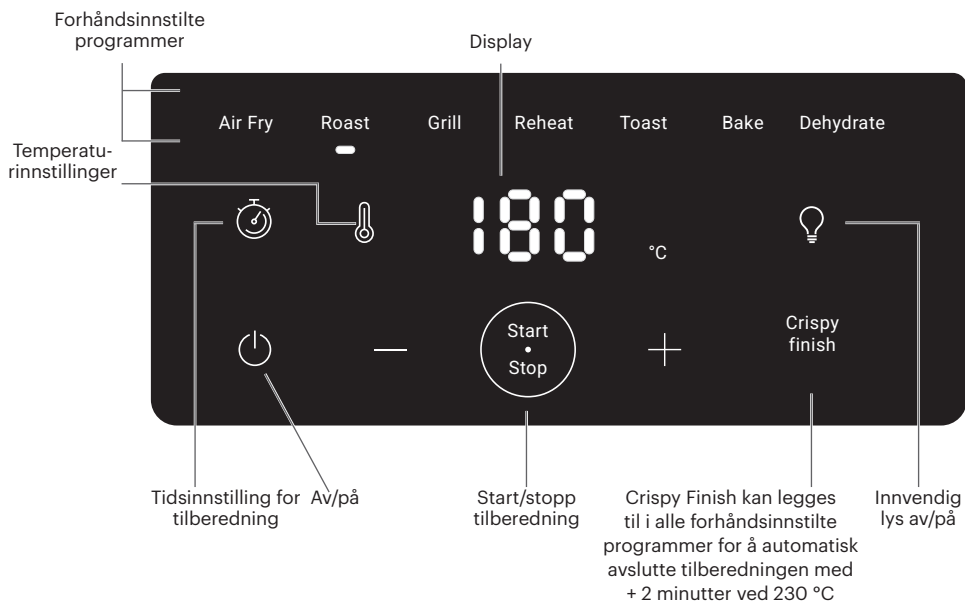 Forhåndsinnstilte
programmer
Display
Air Fry Roast Grill Reheat Toast Bake Dehydrate
Temperatu-
rinnstillinger
180
°C
Start
Stop
Crispy
finish
Tidsinnstilling for
tilberedning
Av/på
Start/stopp
tilberedning
Crispy Finish kan legges
til i alle forhåndsinnstilte
programmer for å automatisk
avslutte tilberedningen med
+ 2 minutter ved 230 °C
Innvendig
lys av/på